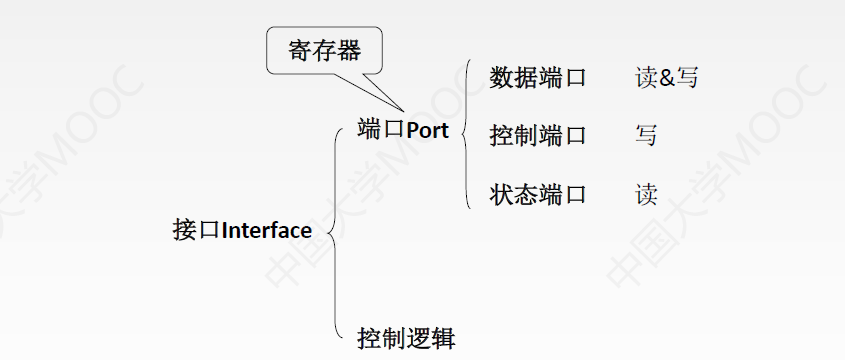 寄存器
数据端口 读&写
端口Port
控制端口 写
状态端口 读
接口Interface
控制逻辑
大学MOOC
中国大学MOOC
中国大学MOOC